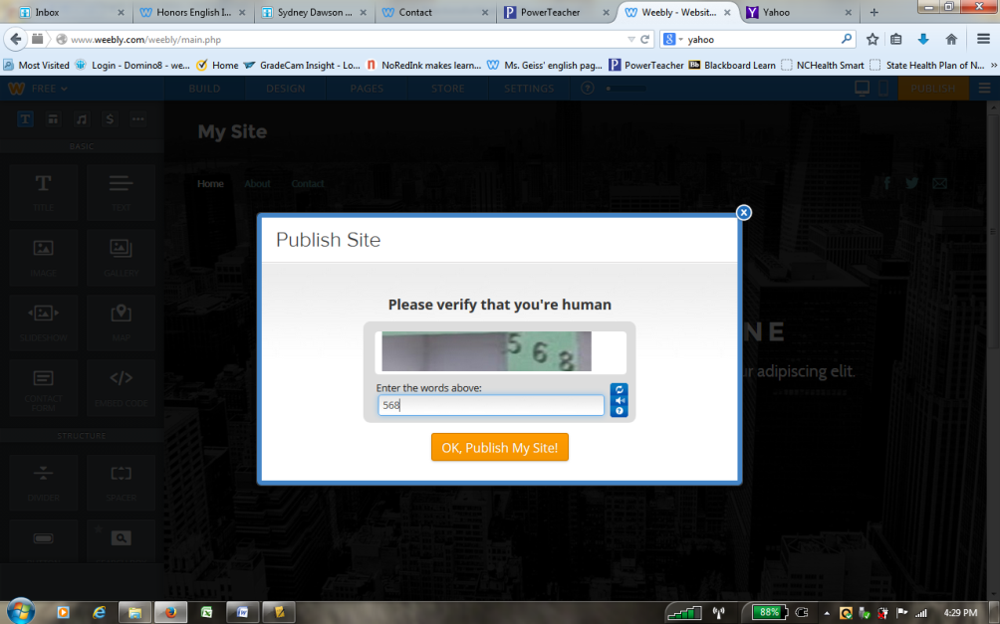 Inbox
Honors English I...
Sydney Dawson ...
Contact
PowerTeacher
Weebly - Websit...
Yahoo
www.weebly.com/weebly/main.php
yahoo
Most Visited
Login - Domino8 - we...
Home
GradeCam Insight - Lo...
NoRedInk makes learn...
Ms. Geiss' english pag...
PowerTeacher
Blackboard Learn
NCHealth Smart
State Health Plan of N...
FREE
BUILD
DESIGN
PAGES
STORE
SETTINGS
PUBLISH
BASIC
TITLE
TEXT
IMAGE
GALLERY
SLIDESHOW
MAP
CONTACT
FORM
EMBED CODE
STRUCTURE
DIVIDER
SPACER
My Site
Home
About
Contact
Publish Site
Please verify that you're human
568
Enter the words above:
568
OK, Publish My Site!
NE
ur adipiscing elit.
88%
4:29 PM